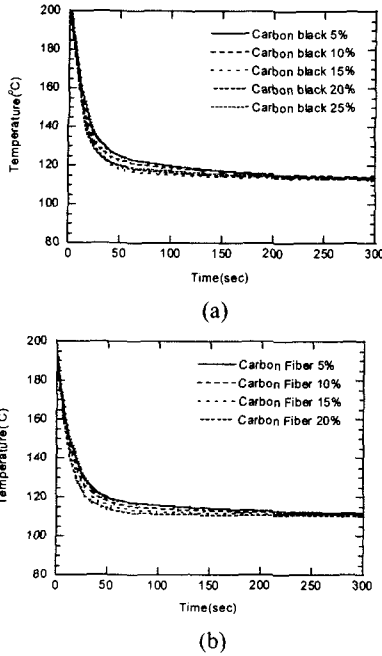 200
180
160
140
120
100
80
Temperature(°C)
Carbon black 5%
Carbon black 10%
Carbon black 15%
Carbon black 20%
Carbon black 25%
0 50 100 150 200 250 300
Time(sec)
(a)
200
180
160
140
120
100
80
Temperature(°C)
Carbon Fiber 5%
Carbon Fiber 10%
Carbon Fiber 15%
Carbon Fiber 20%
0 50 100 150 200 250 300
Time(sec)
(b)